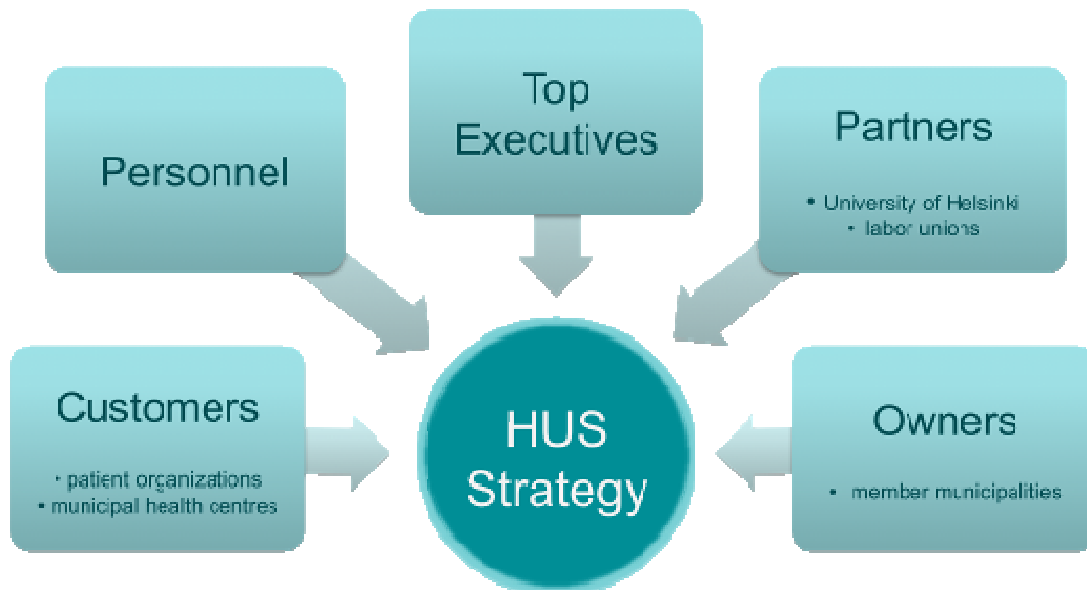 Top
Executives
Personnel
Partners
• University of Helsinki
• labor unions
Customers
• patient organizations
• municipal health centres
HUS
Strategy
Owners
• member municipalities